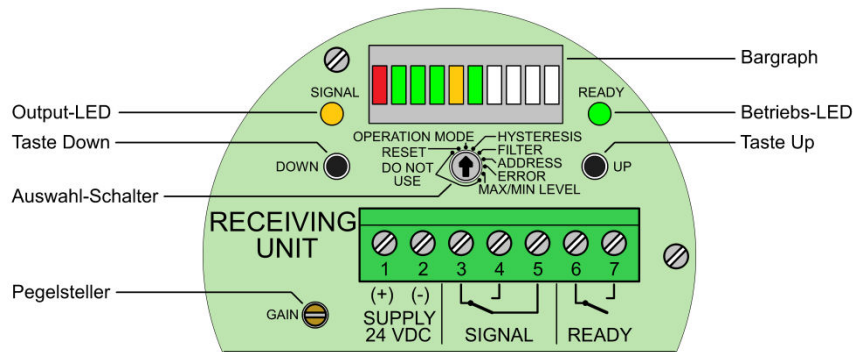 Bargraph
SIGNAL
READY
Output-LED
Betriebs-LED
Taste Down
Taste Up
OPERATION MODE
HYSTERESIS
RESET
FILTER
DOWN
DO NOT
USE
ADDRESS
ERROR
UP
MAX/MIN LEVEL
Auswahl-Schalter
RECEIVING
UNIT
1 2 3 4 5 6 7
Pegelsteller
GAIN
(+) (-)
SUPPLY
24 VDC
SIGNAL
READY